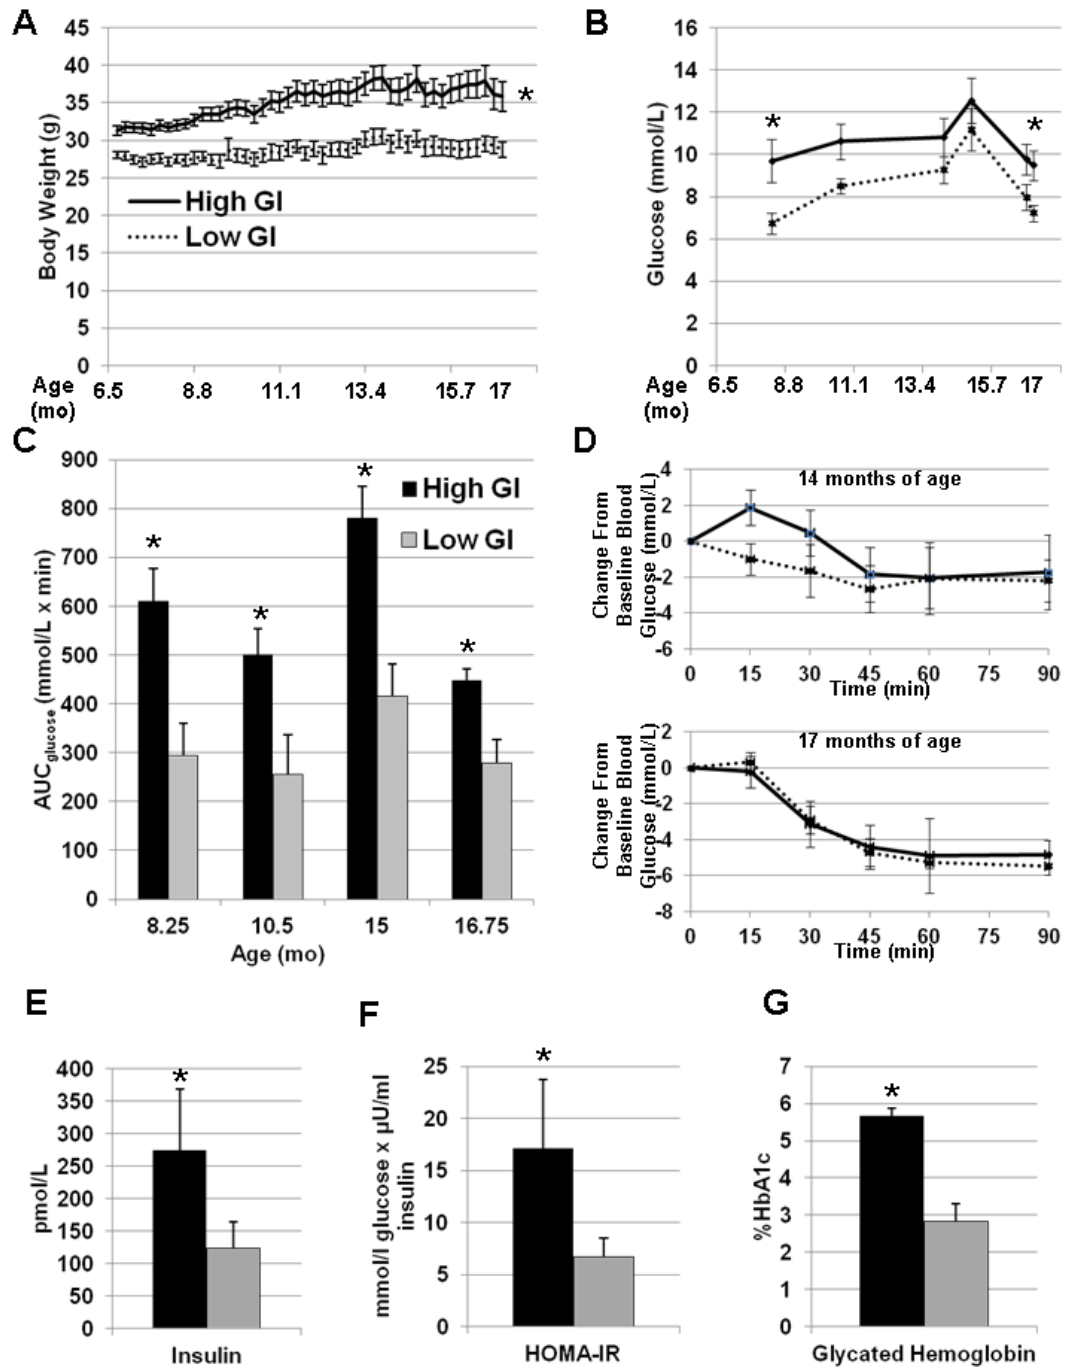 A
Body Weight (g)
45
40
35
30
25
20
15
10
5
0
High GI
Low GI
*
Age
(mo)
6.5
8.8
11.1
13.4
15.7
17
B
Glucose (mmol/L)
16
14
12
10
8
6
4
2
0
*
*
Age
(mo)
6.5
8.8
11.1
13.4
15.7
17
C
AUCglucose (mmol/L x min)
900
800
700
600
500
400
300
200
100
0
*
*
*
*
High GI
Low GI
8.25
10.5
15
16.75
Age (mo)
D
14 months of age
Change From
Baseline Blood
Glucose (mmol/L)
4
2
0
-2
-4
-6
0
15
30
45
60
75
90
Time (min)
17 months of age
Change From
Baseline Blood
Glucose (mmol/L)
2
0
-2
-4
-6
-8
0
15
30
45
60
75
90
Time (min)
E
pmol/L
400
350
300
250
200
150
100
50
0
*
Insulin
F
mmol/l glucose x µU/ml
insulin
25
20
15
10
5
0
*
HOMA-IR
G
%HbA1c
7
6
5
4
3
2
1
0
*
Glycated Hemoglobin